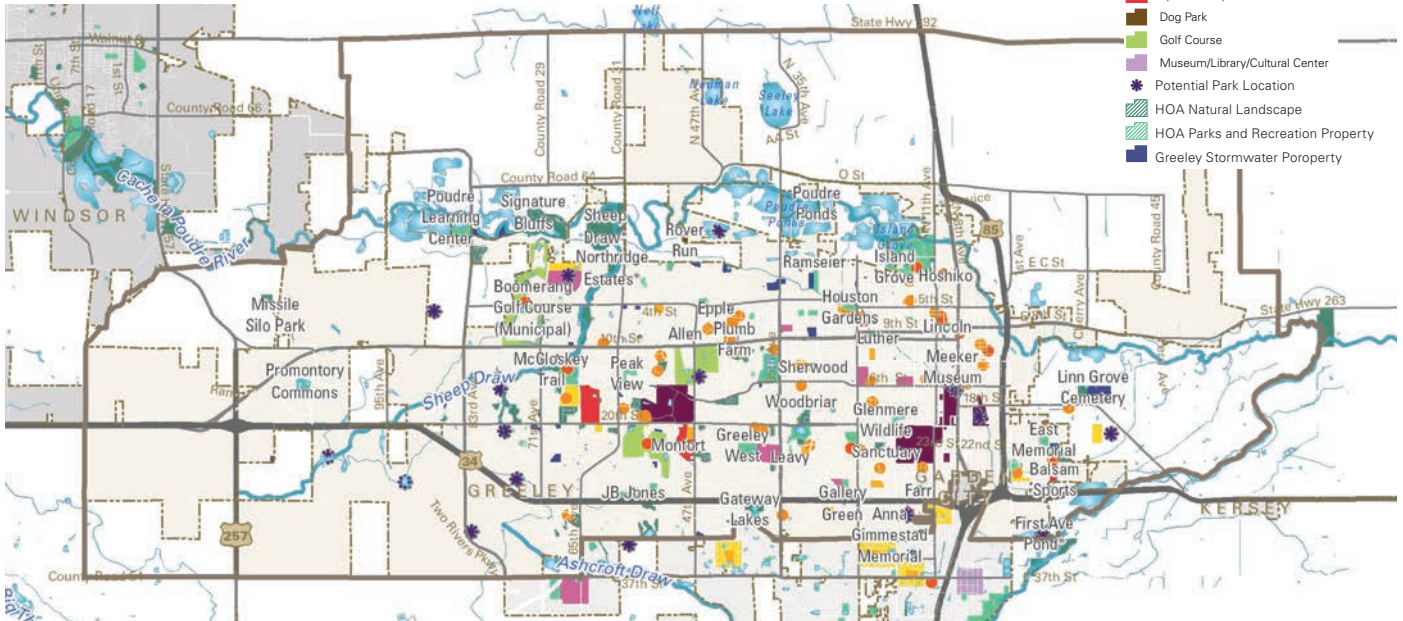 Dog Park
Golf Course
Museum/Library/Cultural Center
Potential Park Location
HOA Natural Landscape
HOA Parks and Recreation Property
Greeley Stormwater Poroperty
Neff
Lake
State Hwy 392
Walnut S
7th St
1st St
County Road 17
County Road 66
County Road 29
County Road 31
N 47th Ave
N 35th Ave
Seeley
Lake
AA St
County Road 64
O St
WINDSOR
Cache la Poudre River
Poudre
Learning
Center
Signature
Bluffs
Sheep
Draw
Northridge
Estates*
Rover
Run
Poudre
Ponds
Poudre
Ponds
Island
Grove
Island
Grove
Hoshiko
N 11th Ave
85
E C St
County Road 45
State Hwy 263
Ramseier
Missile
Silo Park
Boomerang
Golf Course
(Municipal)
4th St
Epple
Plumb
Farm
Allen
10th St
Houston
Gardens
5th St
9th St
Lincoln
Luther
Cherry Ave
Promontory
Commons
95th Ave
83rd Ave
Sheep Draw
McCloskey
Trail
71st Ave
Peak
View
20th St
Sherwood
Woodbriar
Meeker
Museum
18th St
Linn Grove
Cemetery
Glenmere
Wildlife
Sanctuary
23rd St
22nd St
East
Memorial
Balsam
Sports
Monfort
Greeley
West
Leavy
34
GREELEY
JB Jones
47th Ave
Gateway
Lakes
Gallery
Green
Farr
Anna
Gimmestad
Memorial
GARDEN
First Ave
Pond
KERSEY
257
Two Rivers Pkwy
65th Ave
Ashcroft Draw
37th St
37th St